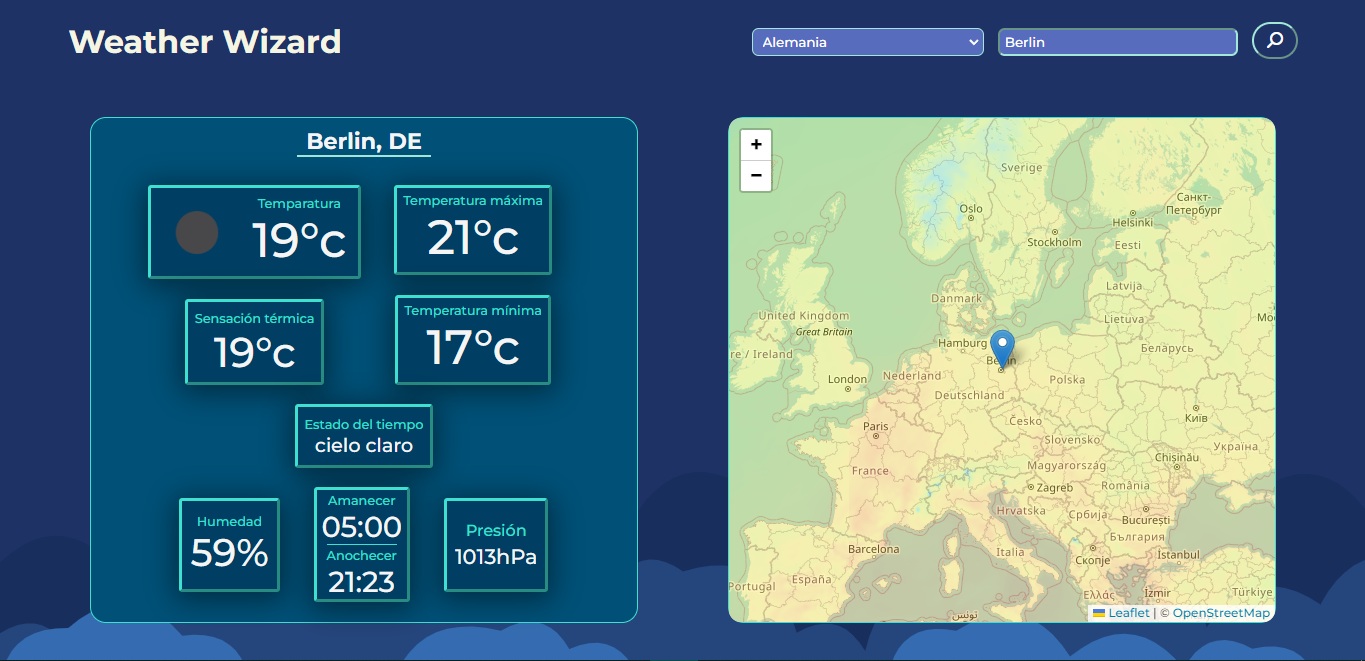 Weather Wizard
Alemania
Berlin
Berlin, DE
Temparatura
19°c
Temperatura máxima
21°c
Sensación térmica
19°c
Temperatura mínima
17°c
Estado del tiempo
cielo claro
Humedad
59%
Amanecer
05:00
Anochecer
21:23
Presión
1013hPa
+
−
Sverige
Санкт-
Петербург
Oslo
Helsinki
Stockholm
Eesti
Latvija
Danmark
United Kingdom
Lietuva
Great Britain
Hamburg
Беларусь
re / Ireland
Berlin
Nederland
Polska
London
Deutschland
Київ
Česko
Paris
Slovensko
Україна
Chișinău
Magyarország
France
România
Zagreb
Hrvatska
Србија
București
България
Barcelona
Italia
İstanbul
Скопје
España
Portugal
Ελλάς
İzmir
Türkiye
تونس
Leaflet | © OpenStreetMap